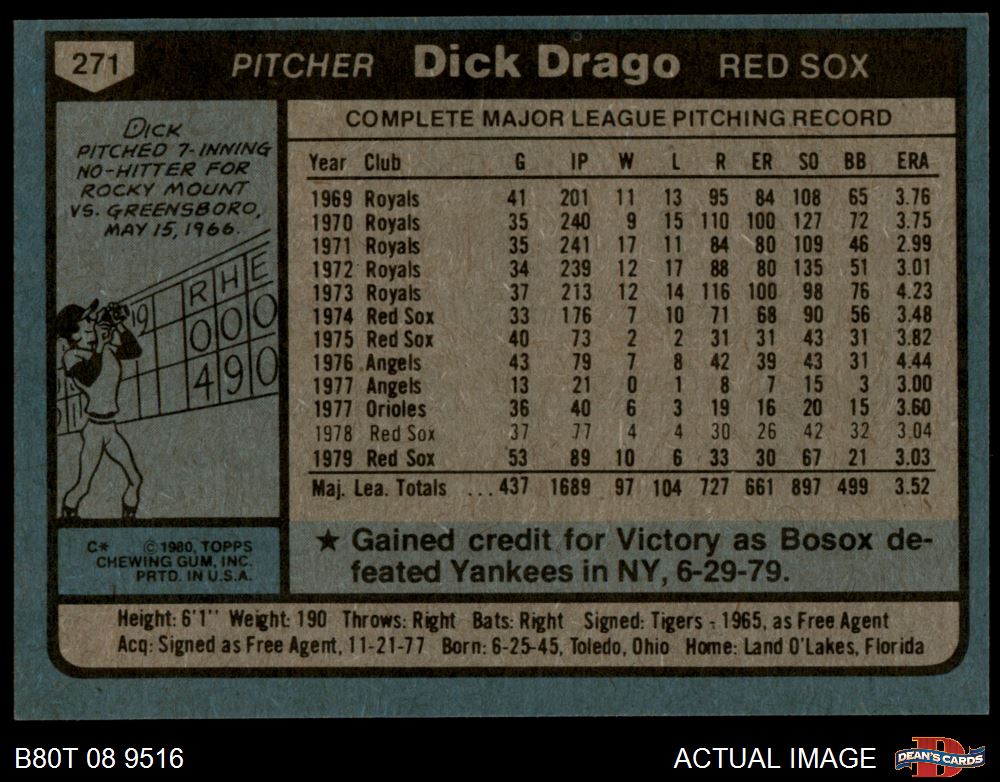 271 PITCHER Dick Drago RED SOX
DICK
PITCHED 7-INNING
NO-HITTER FOR
ROCKY MOUNT
VS. GREENSBORO,
MAY 15, 1966.
9 R H E
0 0 0
4 9 0
C* ©1980, TOPPS
CHEWING GUM, INC.
PRTD. IN U.S.A.
COMPLETE MAJOR LEAGUE PITCHING RECORD
Year Club G IP W L R ER SO BB ERA
1969 Royals 41 201 11 13 95 84 108 65 3.76
1970 Royals 35 240 9 15 110 100 127 72 3.75
1971 Royals 35 241 17 11 84 80 109 46 2.99
1972 Royals 34 239 12 17 88 80 135 51 3.01
1973 Royals 37 213 12 14 116 100 98 76 4.23
1974 Red Sox 33 176 7 10 71 68 90 56 3.48
1975 Red Sox 40 73 2 2 31 31 43 31 3.82
1976 Angels 43 79 7 8 42 39 43 31 4.44
1977 Angels 13 21 0 1 8 7 15 3 3.00
1977 Orioles 36 40 6 3 19 16 20 15 3.60
1978 Red Sox 37 77 4 4 30 26 42 32 3.04
1979 Red Sox 53 89 10 6 33 30 67 21 3.03
Maj. Lea. Totals ... 437 1689 97 104 727 661 897 499 3.52
★ Gained credit for Victory as Bosox de-
feated Yankees in NY, 6-29-79.
Height: 6'1" Weight: 190 Throws: Right Bats: Right Signed: Tigers - 1965, as Free Agent
Acq: Signed as Free Agent, 11-21-77 Born: 6-25-45, Toledo, Ohio Home: Land O'Lakes, Florida
B80T 08 9516 ACTUAL IMAGE D DEAN'S CARDS